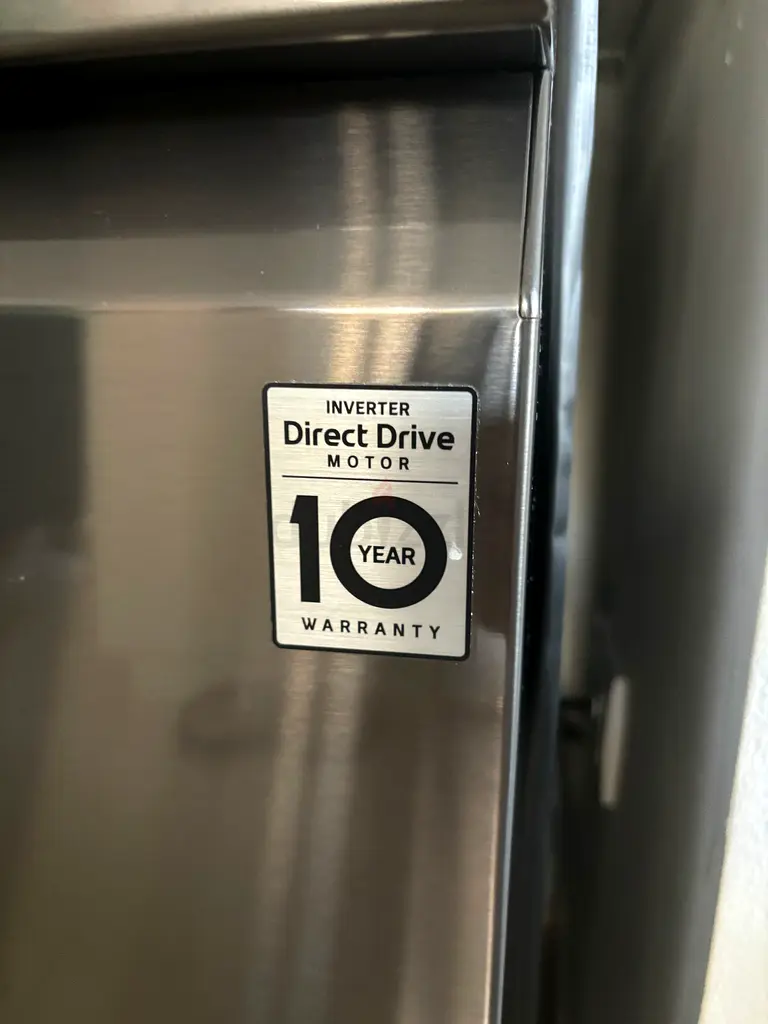 INVERTER
Direct Drive
MOTOR
10
YEAR
WARRANTY